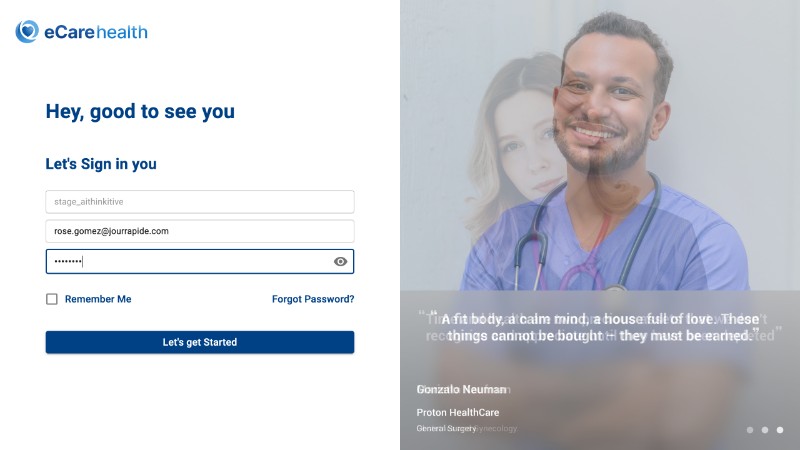 eCarehealth
Hey, good to see you
Let's Sign in you
stage_aithinkitive
rose.gomez@jourrapide.com
••••••••
Remember Me
Forgot Password?
Let's get Started
"A fit body, a calm mind, a house full of love. These
things cannot be bought – they must be earned."
Gonzalo Neuman
Proton HealthCare
General Surgery